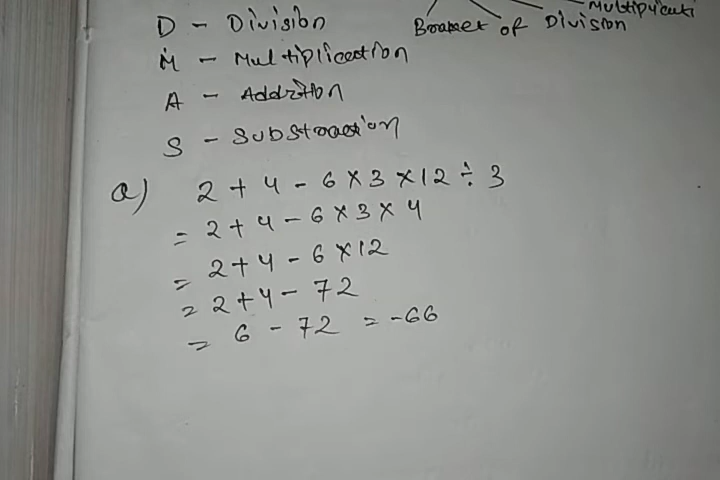 Multiplicati
D - Division Bracket of Division
M - Multiplication
A - Addition
S - Substraction
a) 2 + 4 - 6 × 3 × 12 ÷ 3
= 2 + 4 - 6 × 3 × 4
= 2 + 4 - 6 × 12
= 2 + 4 - 72
= 6 - 72 = -66